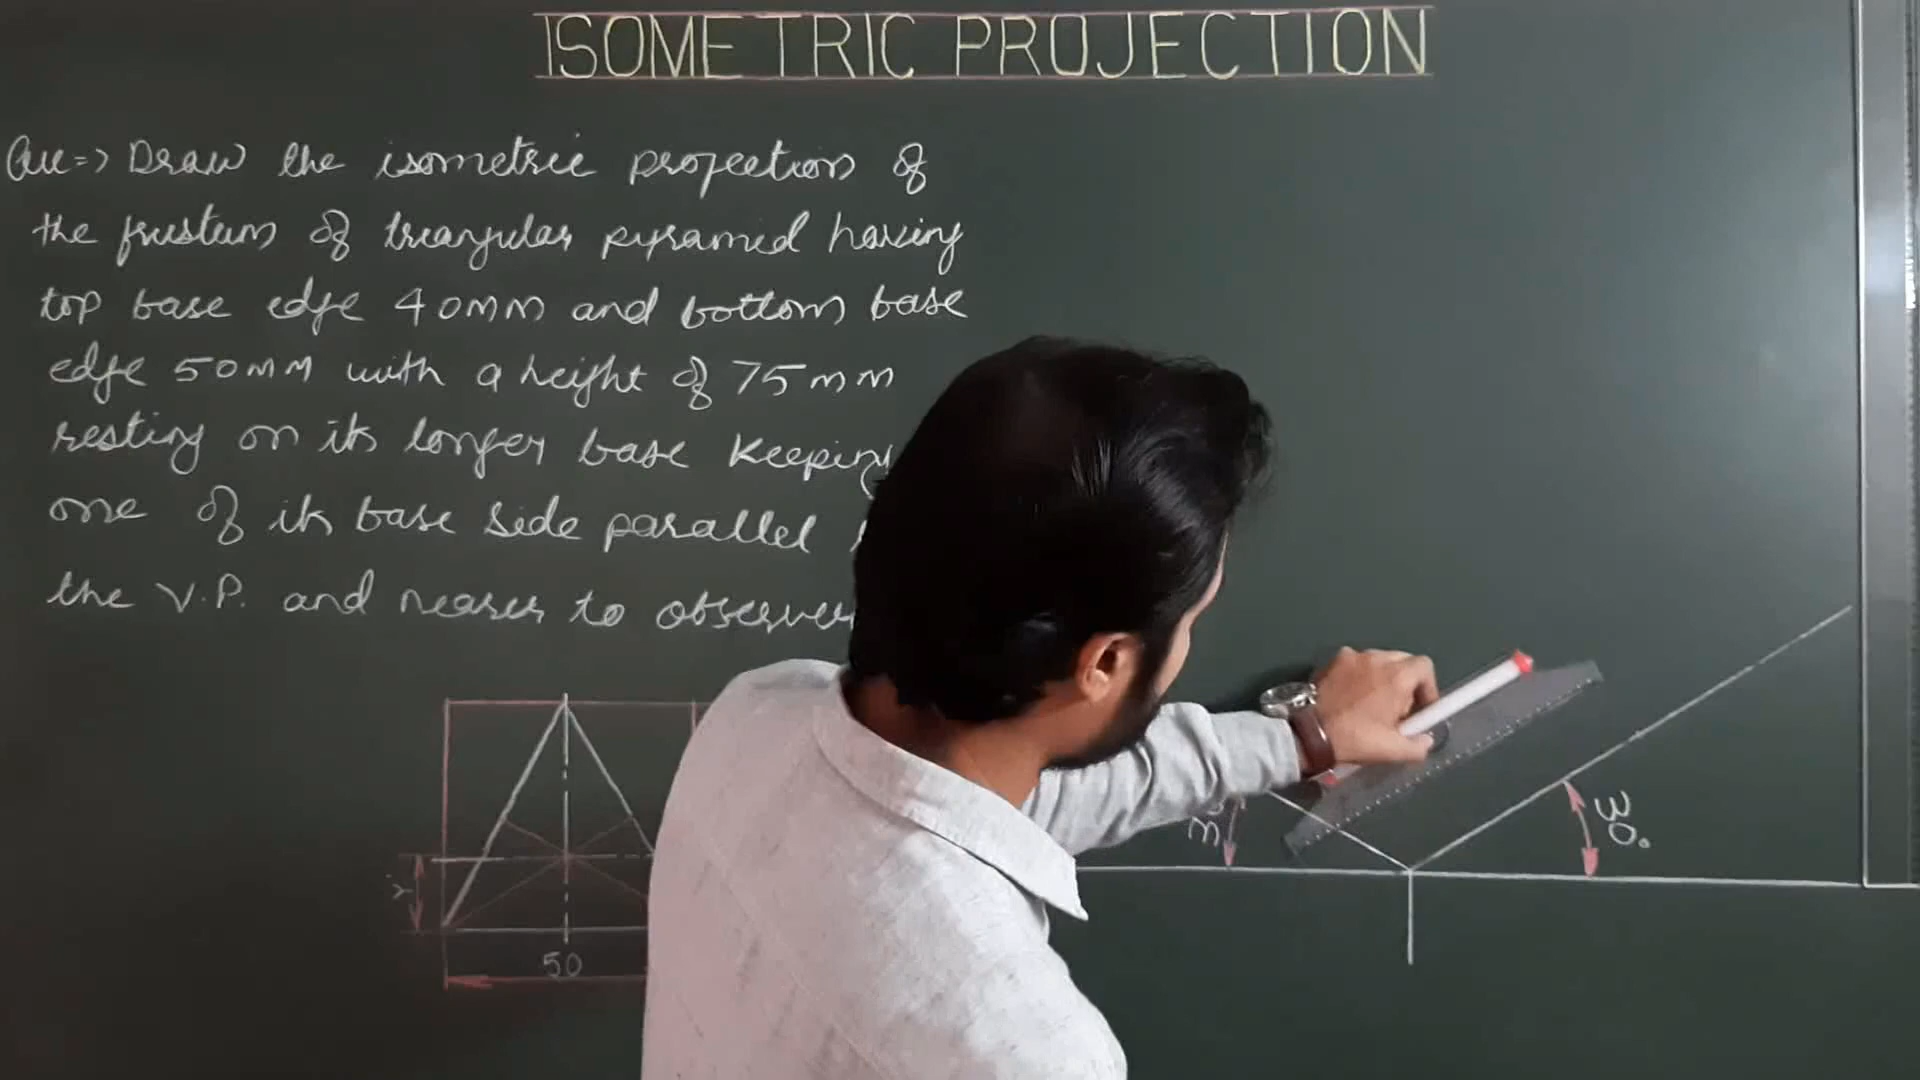 ISOMETRIC PROJECTION
Que=> Draw the isometric projection of
the frustum of treangular pyramid having
top base edge 40mm and bottom base
edge 50mm with a height of 75mm
resting on its longer base keeping
one of its base side parallel
the V.P. and nearer to observer
30°
Y
50